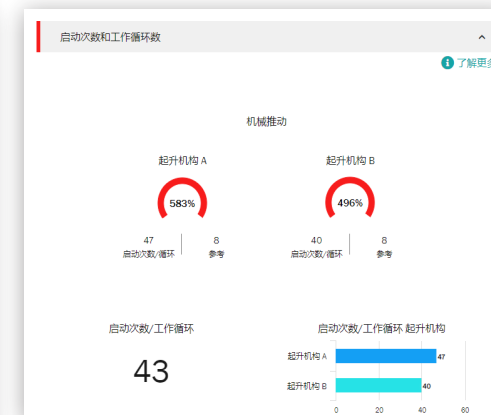 启动次数和工作循环数
了解更多
机械推动
起升机构 A 起升机构 B
583% 496%
47 8 40 8
启动次数/循环 参考 启动次数/循环 参考
启动次数/工作循环 启动次数/工作循环 起升机构
43
起升机构 A 47
起升机构 B 40
0 20 40 60